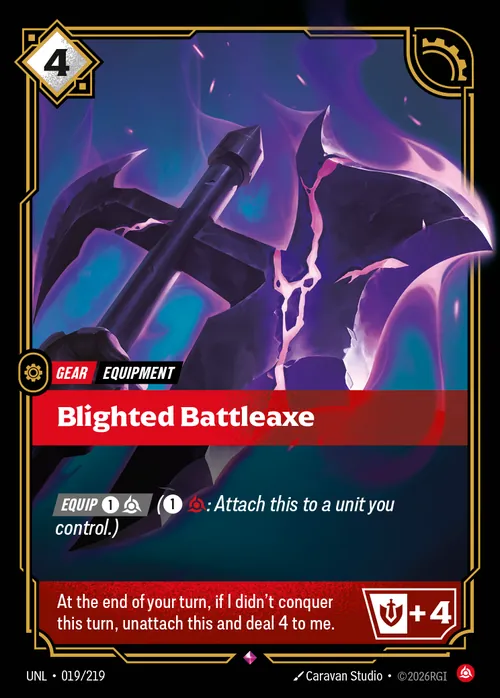 4
GEAR EQUIPMENT
Blighted Battleaxe
EQUIP 1 (1 : Attach this to a unit you
control.)
At the end of your turn, if I didn't conquer
this turn, unattach this and deal 4 to me.
+4
UNL • 019/219
Caravan Studio • ©2026RGI